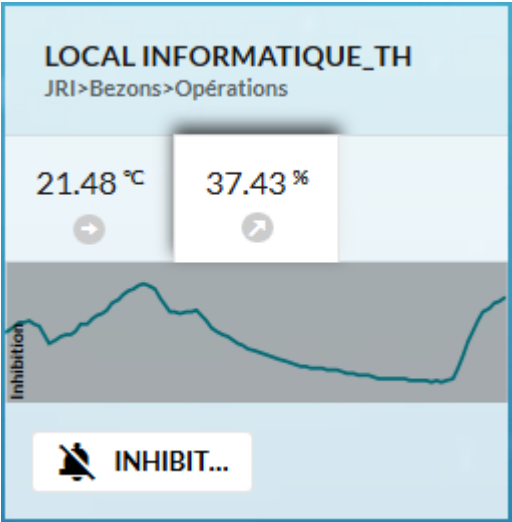 LOCAL INFORMATIQUE_TH
JRI>Bezons>Opérations
21.48 °C
37.43 %
Inhibition
INHIBIT...